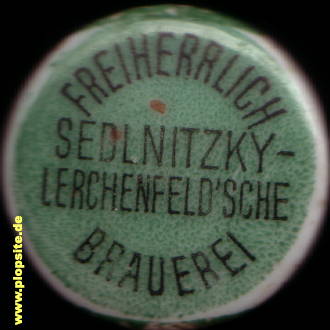 FREIHERRLICH
SEDLNITZKY-
LERCHENFELD'SCHE
BRAUEREI
www.plopsite.de